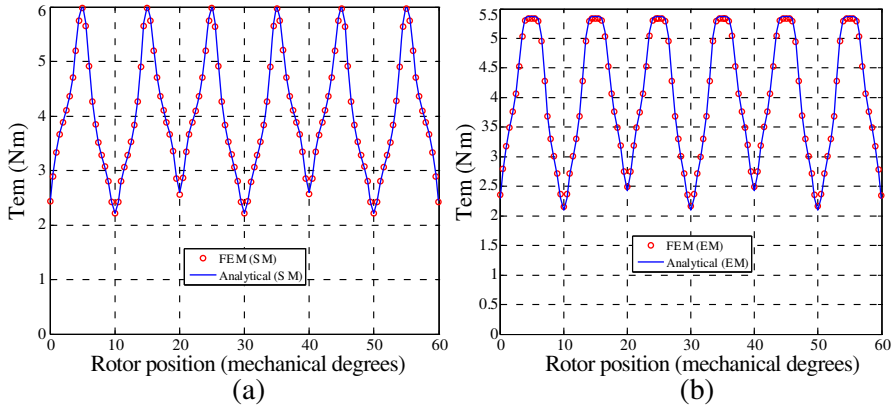 6
5
4
3
2
1
0
Tem (Nm)
FEM (SM)
Analytical (SM)
0 10 20 30 40 50 60
Rotor position (mechanical degrees)
(a)
5.5
5
4.5
4
3.5
3
2.5
2
1.5
1
0.5
0
Tem (Nm)
FEM (EM)
Analytical (EM)
0 10 20 30 40 50 60
Rotor position (mechanical degrees)
(b)